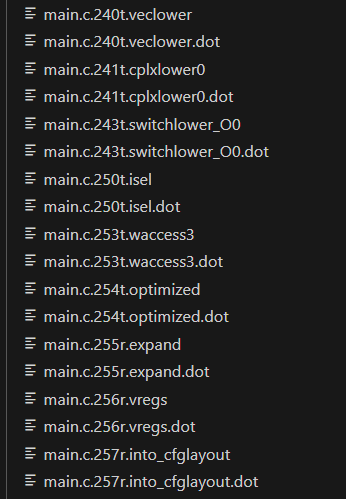 main.c.240t.veclower
main.c.240t.veclower.dot
main.c.241t.cplxlower0
main.c.241t.cplxlower0.dot
main.c.243t.switchlower_O0
main.c.243t.switchlower_O0.dot
main.c.250t.isel
main.c.250t.isel.dot
main.c.253t.waccess3
main.c.253t.waccess3.dot
main.c.254t.optimized
main.c.254t.optimized.dot
main.c.255r.expand
main.c.255r.expand.dot
main.c.256r.vregs
main.c.256r.vregs.dot
main.c.257r.into_cfglayout
main.c.257r.into_cfglayout.dot